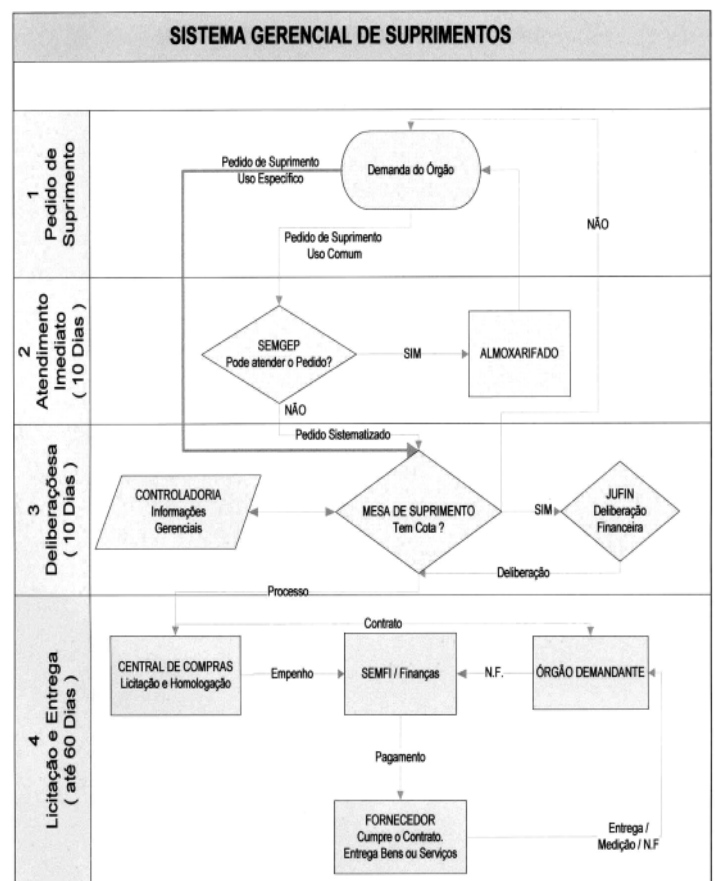 SISTEMA GERENCIAL DE SUPRIMENTOS
1
Pedido de
Suprimento
Pedido de Suprimento
Uso Específico
Demanda do Órgão
NÃO
Pedido de Suprimento
Uso Comum
2
Atendimento
Imediato
( 10 Dias )
SEMGEP
Pode atender o Pedido?
SIM
ALMOXARIFADO
NÃO
Pedido Sistematizado
3
Deliberaçõesa
( 10 Dias )
CONTROLADORIA
Informações
Gerenciais
MESA DE SUPRIMENTO
Tem Cota ?
SIM
JUFIN
Deliberação
Financeira
Deliberação
Processo
4
Licitação e Entrega
( até 60 Dias )
Contrato
CENTRAL DE COMPRAS
Licitação e Homologação
Empenho
SEMFI / Finanças
N.F.
ÓRGÃO DEMANDANTE
Pagamento
FORNECEDOR
Cumpre o Contrato.
Entrega Bens ou Serviços
Entrega /
Medição / N.F